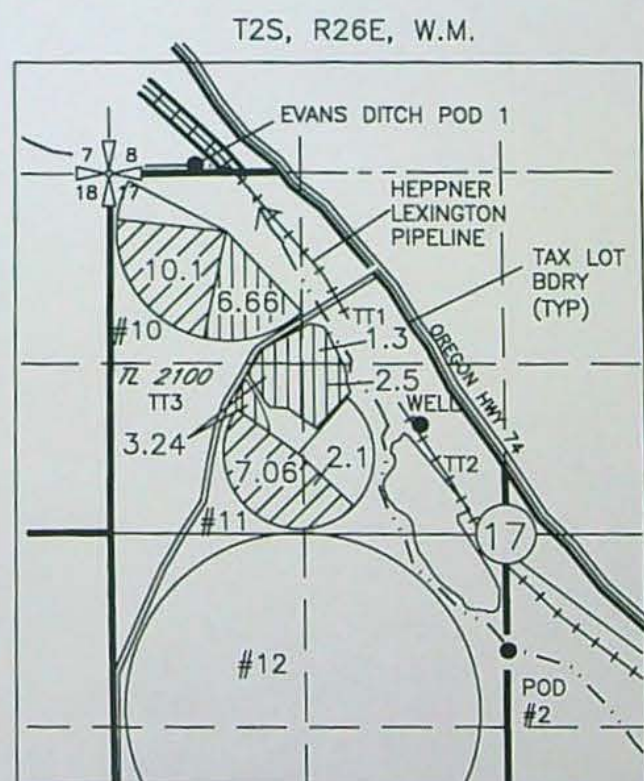 T2S, R26E, W.M.
EVANS DITCH POD 1
7 8
18 17
HEPPNER
LEXINGTON
PIPELINE
TAX LOT
BDRY
(TYP)
10.1
6.66
#10
TT1
1.3
OREGON HWY 74
TL 2100
TT3
2.5
WELL
3.24
7.06
2.1
TT2
#11
17
#12
POD
#2